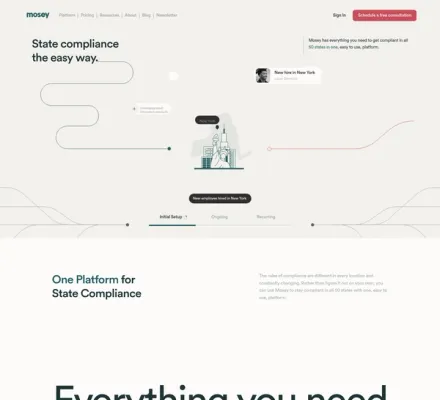 mosey
Platform
Pricing
Resources
About
Blog
Newsletter
Sign in
Schedule a free consultation
State compliance
the easy way.
Mosey has everything you need to get compliant in all
50 states in one, easy to use, platform.
New hire in New York
New York
New employee hired in New York
Initial Setup
Ongoing
Recurring
One Platform for
State Compliance
The rules of compliance are different in every location and
constantly changing. Rather than figure it out on your own, you
can use Mosey to stay compliant in all 50 states with one, easy to
use, platform.
Everything you need